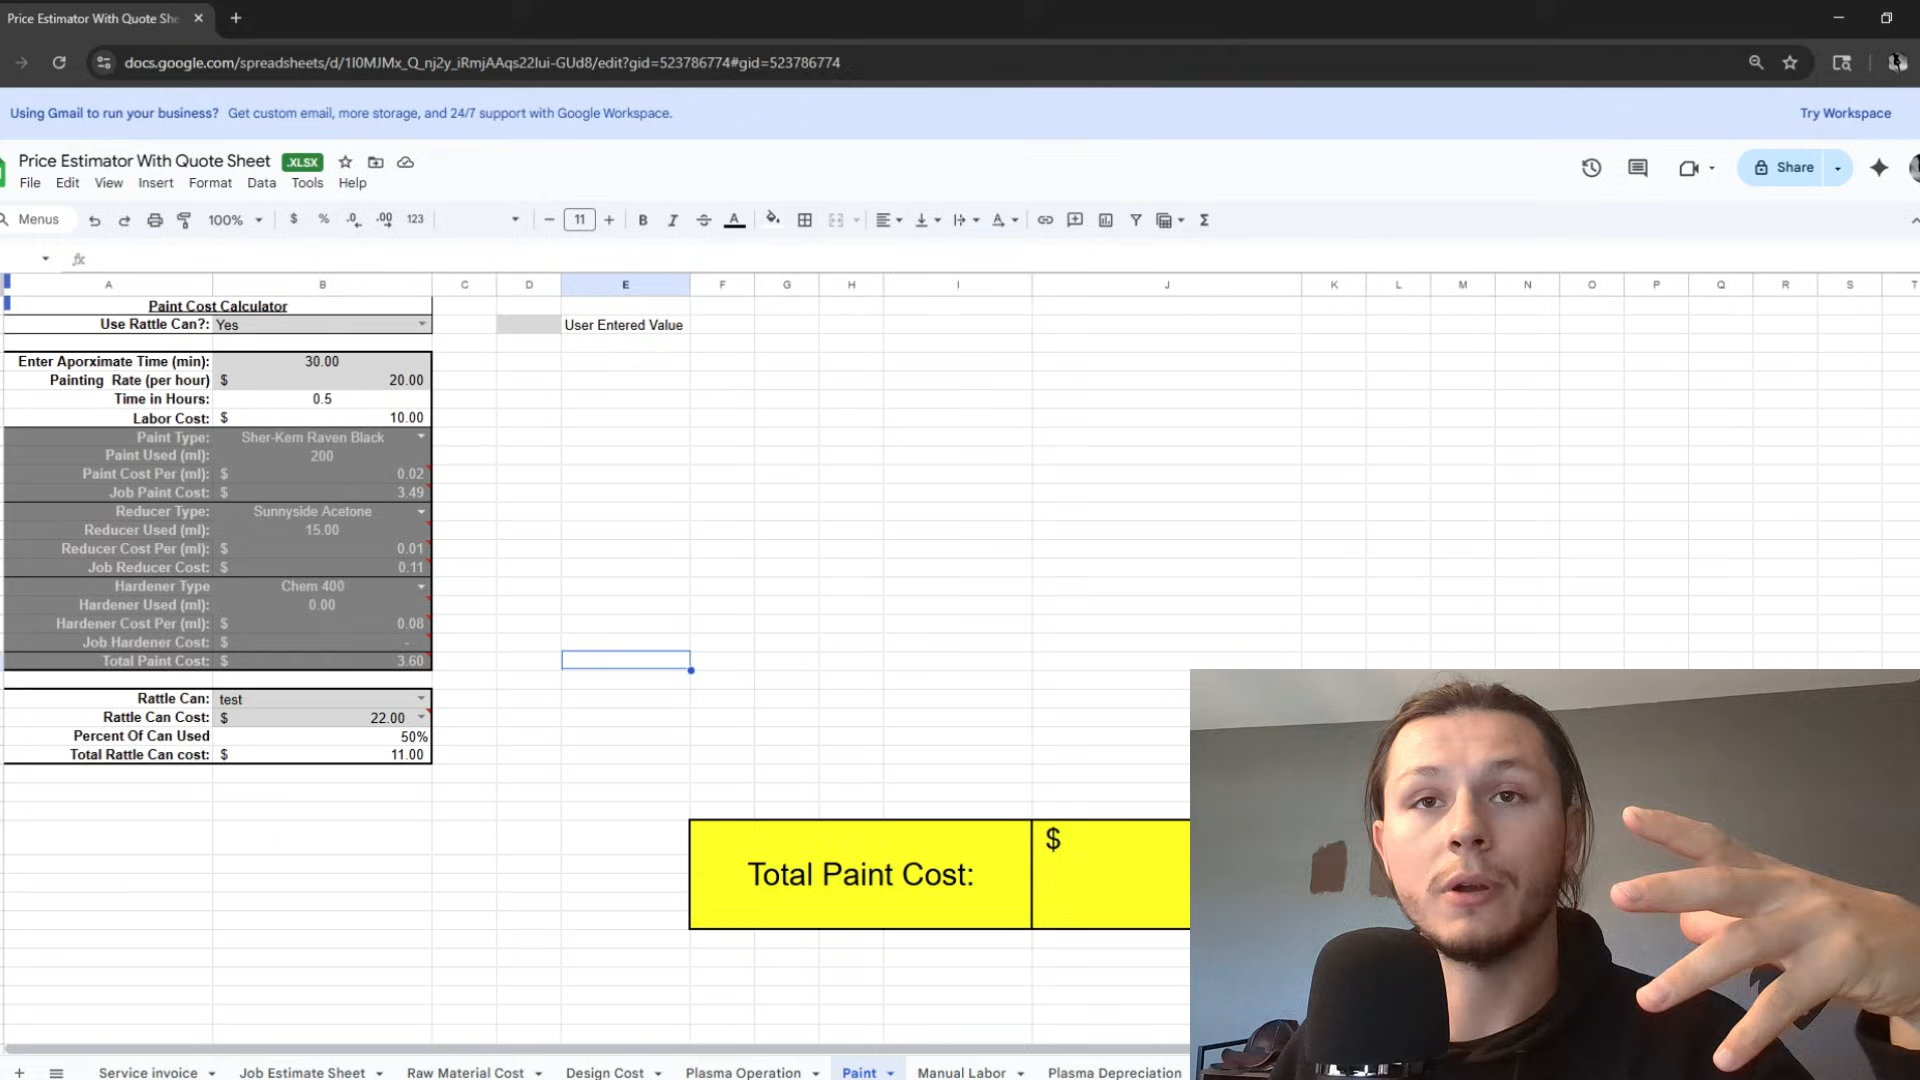 Price Estimator With Quote She
docs.google.com/spreadsheets/d/1I0MJMx_Q_nj2y_iRmjAAqs22lui-GUd8/edit?gid=523786774#gid=523786774
Using Gmail to run your business? Get custom email, more storage, and 24/7 support with Google Workspace. Try Workspace
Price Estimator With Quote Sheet .XLSX
File Edit View Insert Format Data Tools Help
Share
Menus 100% $ % .0 .00 123 11 B I A
fx
A B C D E F G H I J K L M N O P Q R S T
Paint Cost Calculator
Use Rattle Can?: Yes
User Entered Value
Enter Aporximate Time (min): 30.00
Painting Rate (per hour) $ 20.00
Time in Hours: 0.5
Labor Cost: $ 10.00
Paint Type: Sher-Kem Raven Black
Paint Used (ml): 200
Paint Cost Per (ml): $ 0.02
Job Paint Cost: $ 3.49
Reducer Type: Sunnyside Acetone
Reducer Used (ml): 15.00
Reducer Cost Per (ml): $ 0.01
Job Reducer Cost: $ 0.11
Hardener Type Chem 400
Hardener Used (ml): 0.00
Hardener Cost Per (ml): $ 0.08
Job Hardener Cost: $ -
Total Paint Cost: $ 3.60
Rattle Can: test
Rattle Can Cost: $ 22.00
Percent Of Can Used 50%
Total Rattle Can cost: $ 11.00
Total Paint Cost: $
Service invoice Job Estimate Sheet Raw Material Cost Design Cost Plasma Operation Paint Manual Labor Plasma Depreciation